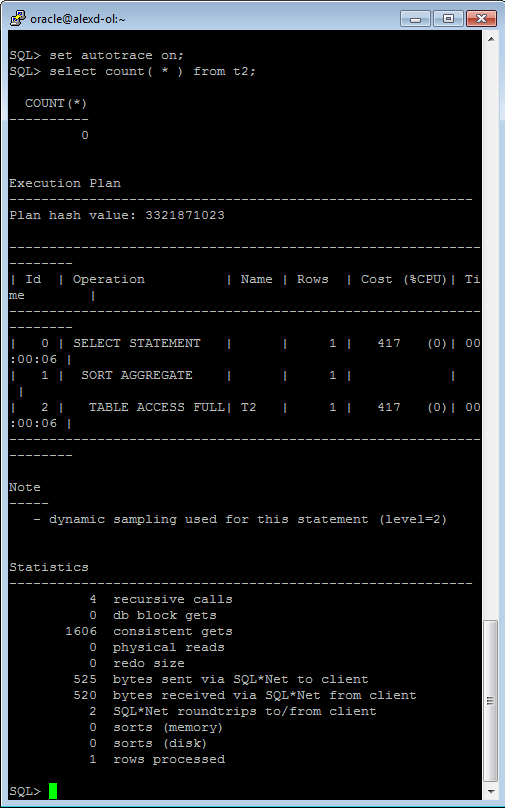 oracle@alexd-ol:~
SQL> set autotrace on;
SQL> select count( * ) from t2;
  COUNT(*)
----------
         0
Execution Plan
----------------------------------------------------------
Plan hash value: 3321871023
-----------------------------------------------------------
--------
| Id  | Operation          | Name | Rows  | Cost (%CPU)| Ti
me        |
-----------------------------------------------------------
--------
|   0 | SELECT STATEMENT   |      |     1 |   417   (0)| 00
:00:06 |
|   1 |  SORT AGGREGATE    |      |     1 |            |
 |
|   2 |   TABLE ACCESS FULL| T2   |     1 |   417   (0)| 00
:00:06 |
-----------------------------------------------------------
--------
Note
-----
   - dynamic sampling used for this statement (level=2)
Statistics
----------------------------------------------------------
          4  recursive calls
          0  db block gets
       1606  consistent gets
          0  physical reads
          0  redo size
        525  bytes sent via SQL*Net to client
        520  bytes received via SQL*Net from client
          2  SQL*Net roundtrips to/from client
          0  sorts (memory)
          0  sorts (disk)
          1  rows processed
SQL>